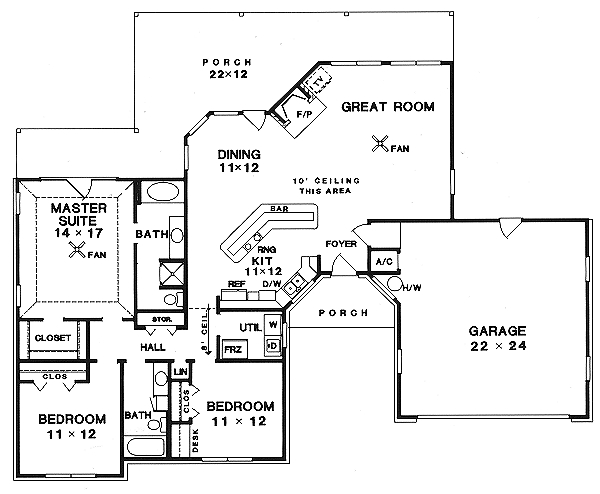 PORCH
22×12
TV
F/P
GREAT ROOM
FAN
DINING
11×12
10' CEILING
THIS AREA
MASTER
SUITE
14 × 17
FAN
BATH
BAR
RNG
KIT
11×12
FOYER
A/C
REF
D/W
H/W
STOR.
8' CEIL
UTIL
W
D
FRZ
PORCH
GARAGE
22 × 24
CLOSET
HALL
CLOS
LIN
CLOS
BEDROOM
11 × 12
BATH
BEDROOM
11 × 12
DESK